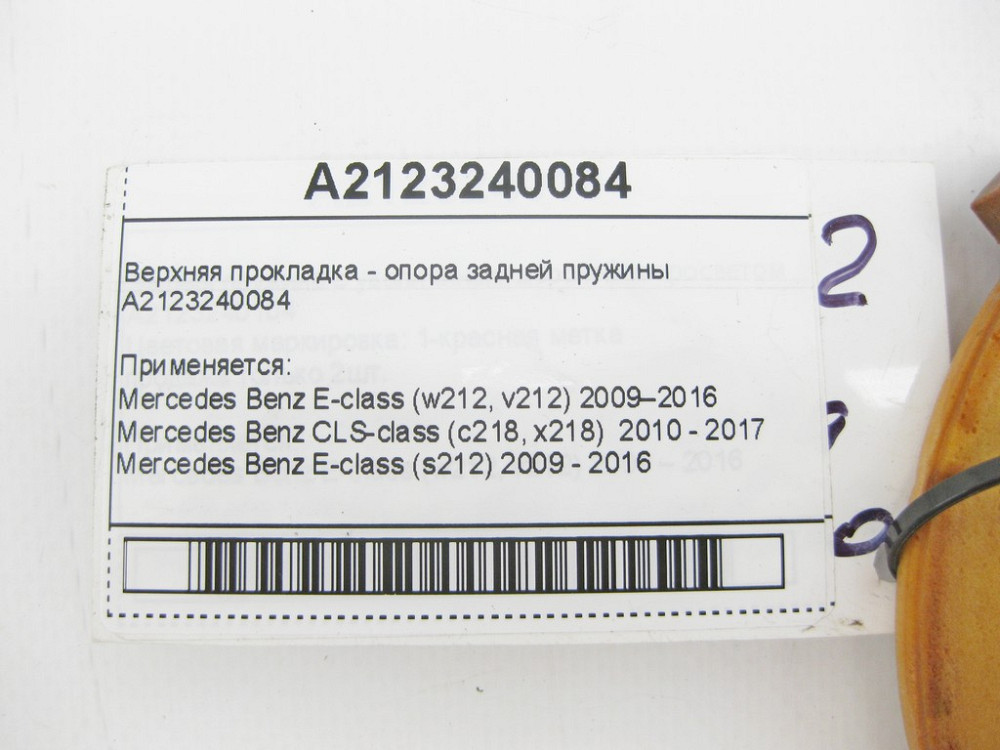 A2123240084
Верхняя прокладка - опора задней пружины
A2123240084
Применяется:
Mercedes Benz E-class (w212, v212) 2009–2016
Mercedes Benz CLS-class (c218, x218) 2010 - 2017
Mercedes Benz E-class (s212) 2009 - 2016
2